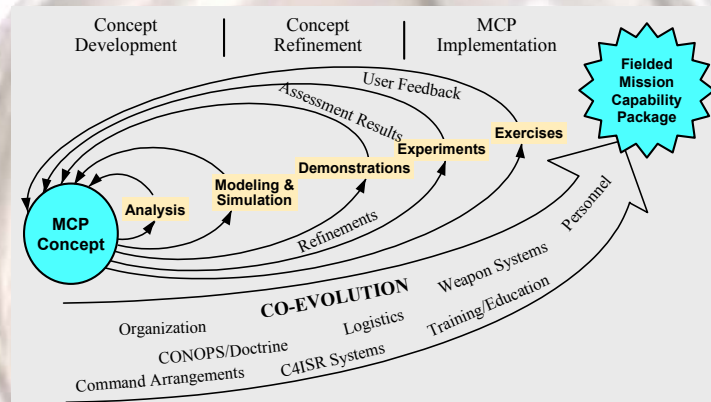 Concept
Development
Concept
Refinement
MCP
Implementation
Fielded
Mission
Capability
Package
User Feedback
Assessment Results
Exercises
Experiments
Demonstrations
Modeling &
Simulation
Analysis
MCP
Concept
Refinements
Personnel
CO-EVOLUTION
Weapon Systems
Organization
Logistics
Training/Education
CONOPS/Doctrine
C4ISR Systems
Command Arrangements